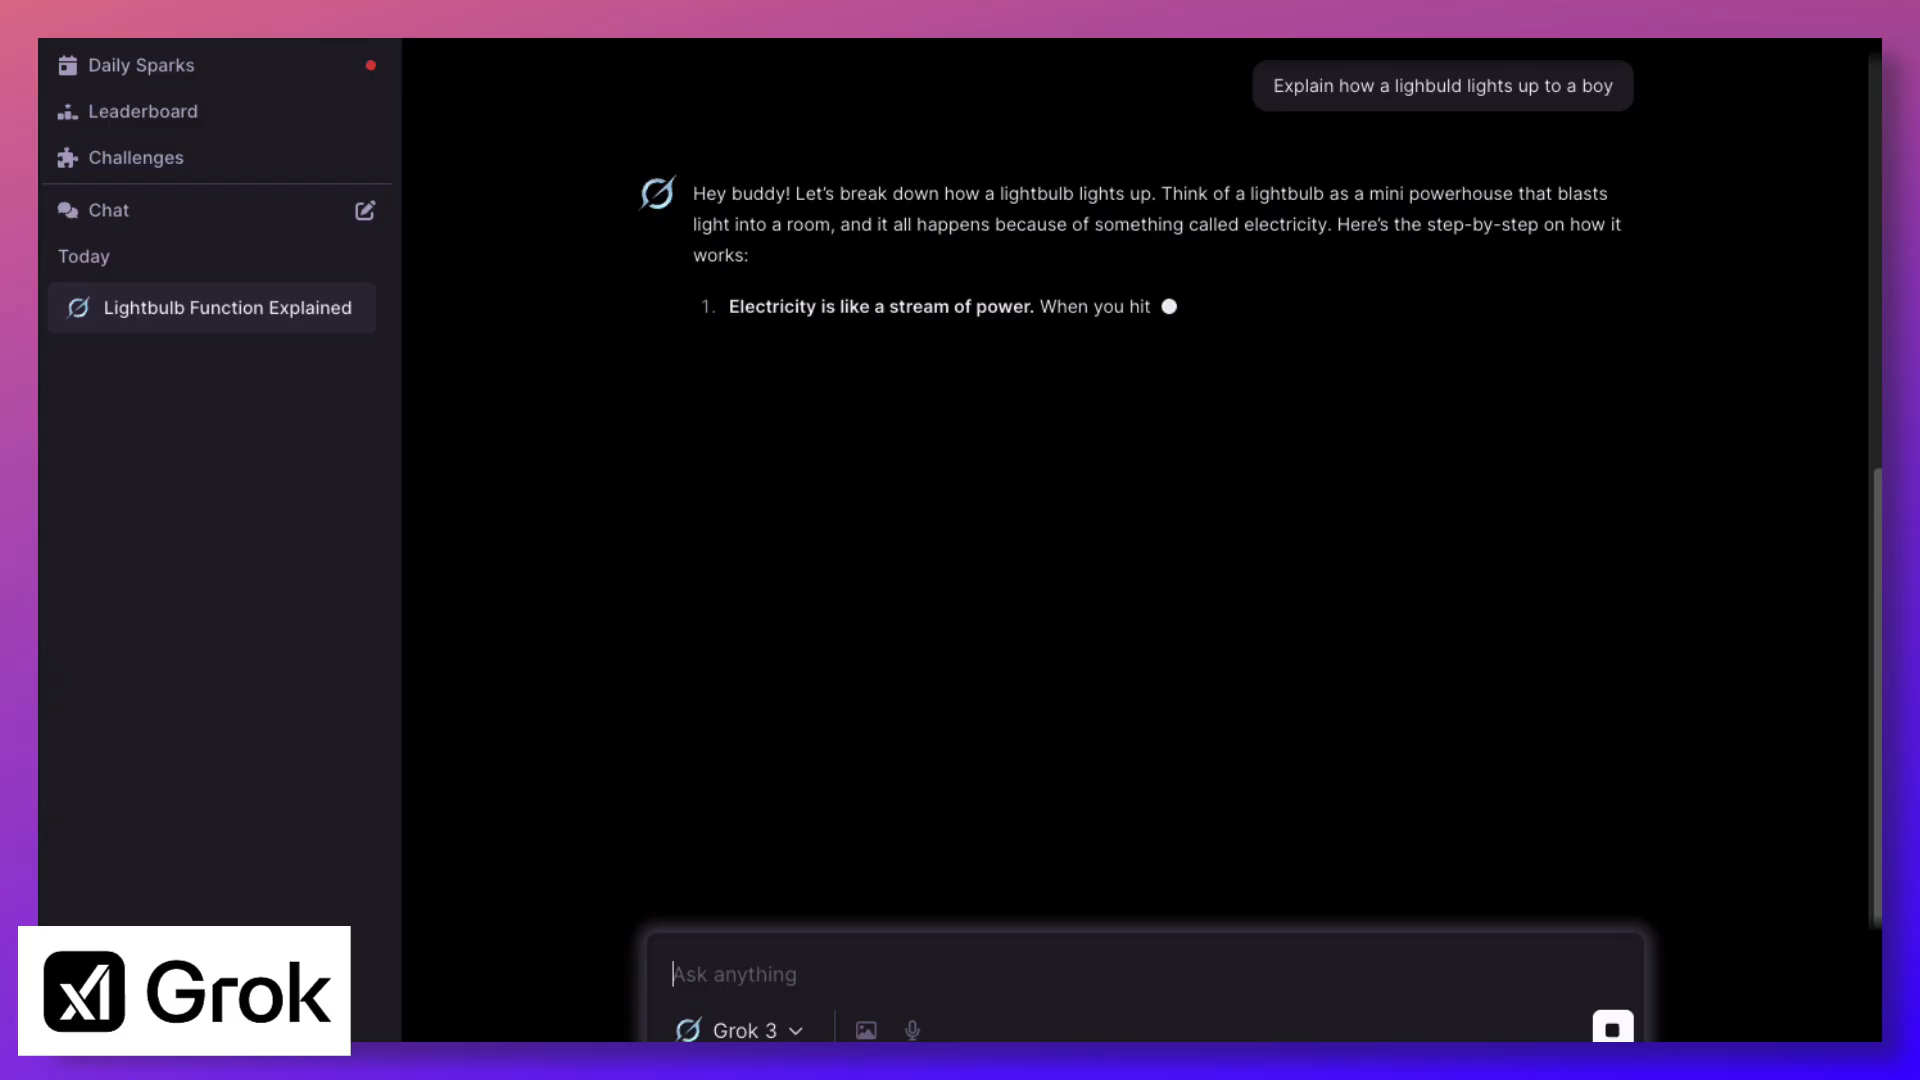 Daily Sparks
Leaderboard
Challenges
Chat
Today
Lightbulb Function Explained
Explain how a lighbuld lights up to a boy
Hey buddy! Let’s break down how a lightbulb lights up. Think of a lightbulb as a mini powerhouse that blasts
light into a room, and it all happens because of something called electricity. Here’s the step-by-step on how it
works:
1. Electricity is like a stream of power. When you hit
Ask anything
Grok 3
xI Grok